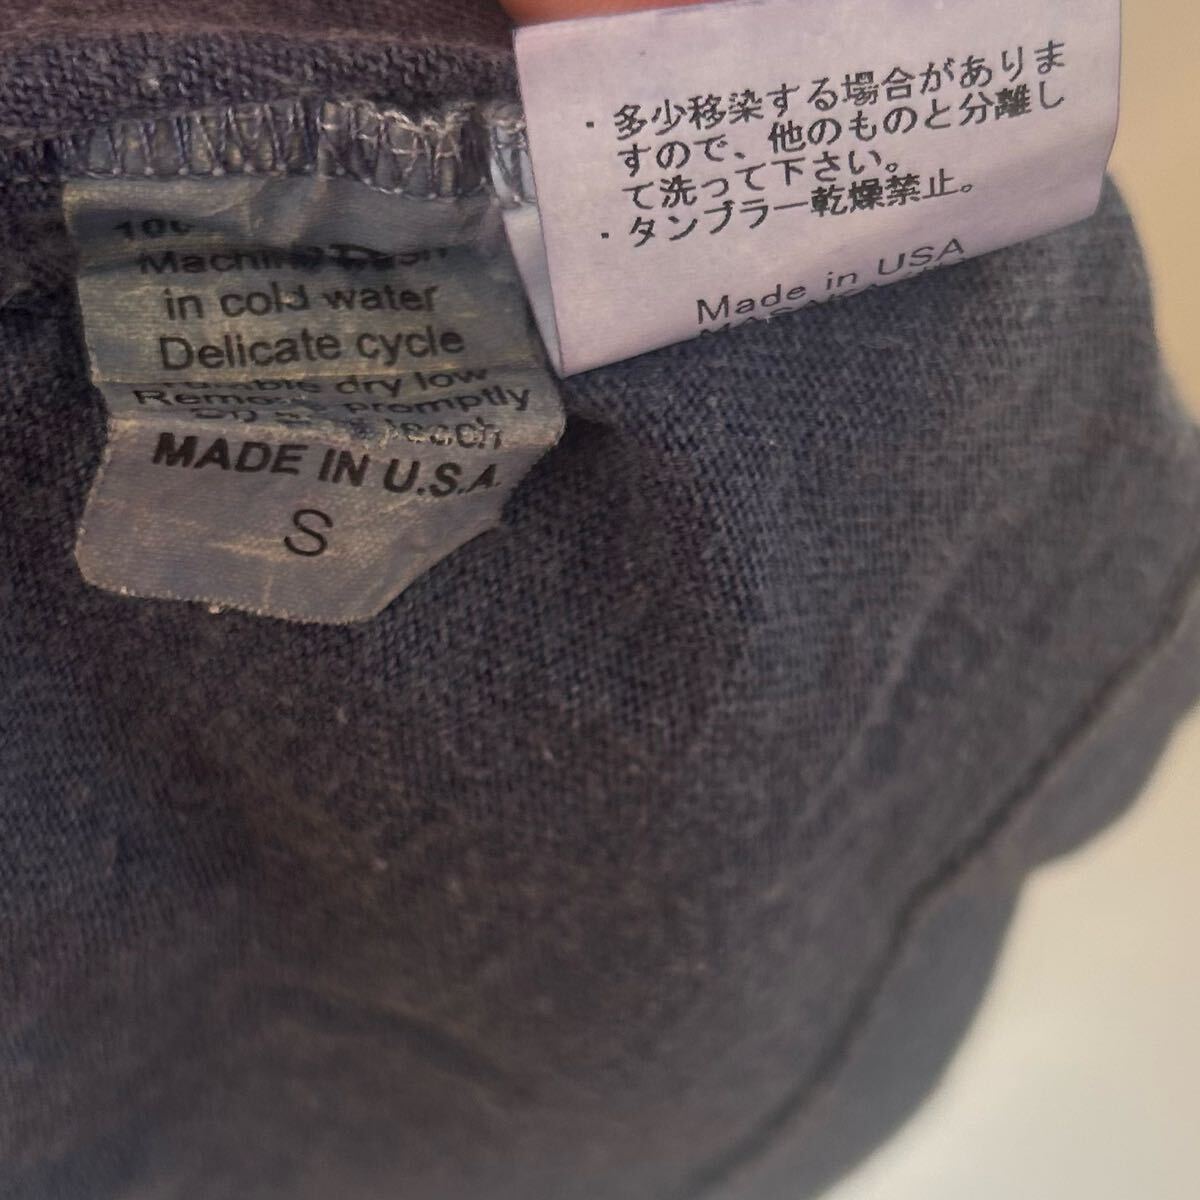 ・多少移染する場合がありま
すので、他のものと分離し
て洗って下さい。
・タンブラー乾燥禁止。
Made in USA
Machine Wash
in cold water
Delicate cycle
Tumble dry low
Remove promptly
MADE IN U.S.A.
S